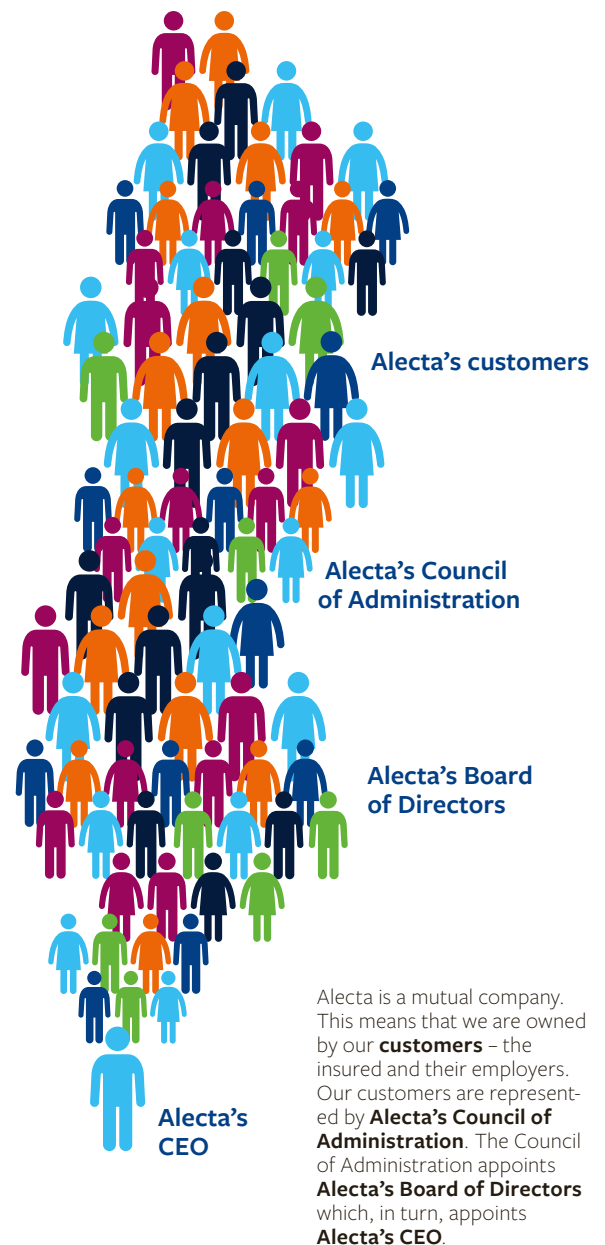 Alecta's customers
Alecta's Council
of Administration
Alecta's Board
of Directors
Alecta's
CEO
Alecta is a mutual company.
This means that we are owned
by our customers – the
insured and their employers.
Our customers are represent-
ed by Alecta's Council of
Administration. The Council
of Administration appoints
Alecta's Board of Directors
which, in turn, appoints
Alecta's CEO.